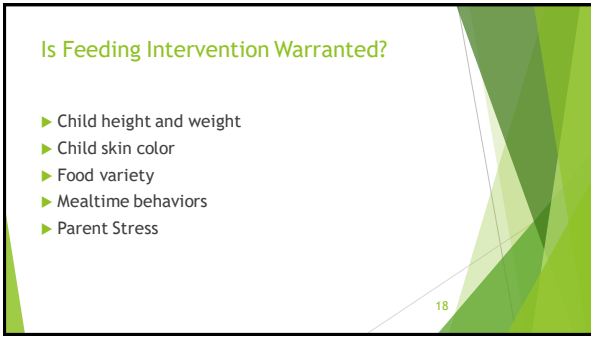 Is Feeding Intervention Warranted?
▶ Child height and weight
▶ Child skin color
▶ Food variety
▶ Mealtime behaviors
▶ Parent Stress
18